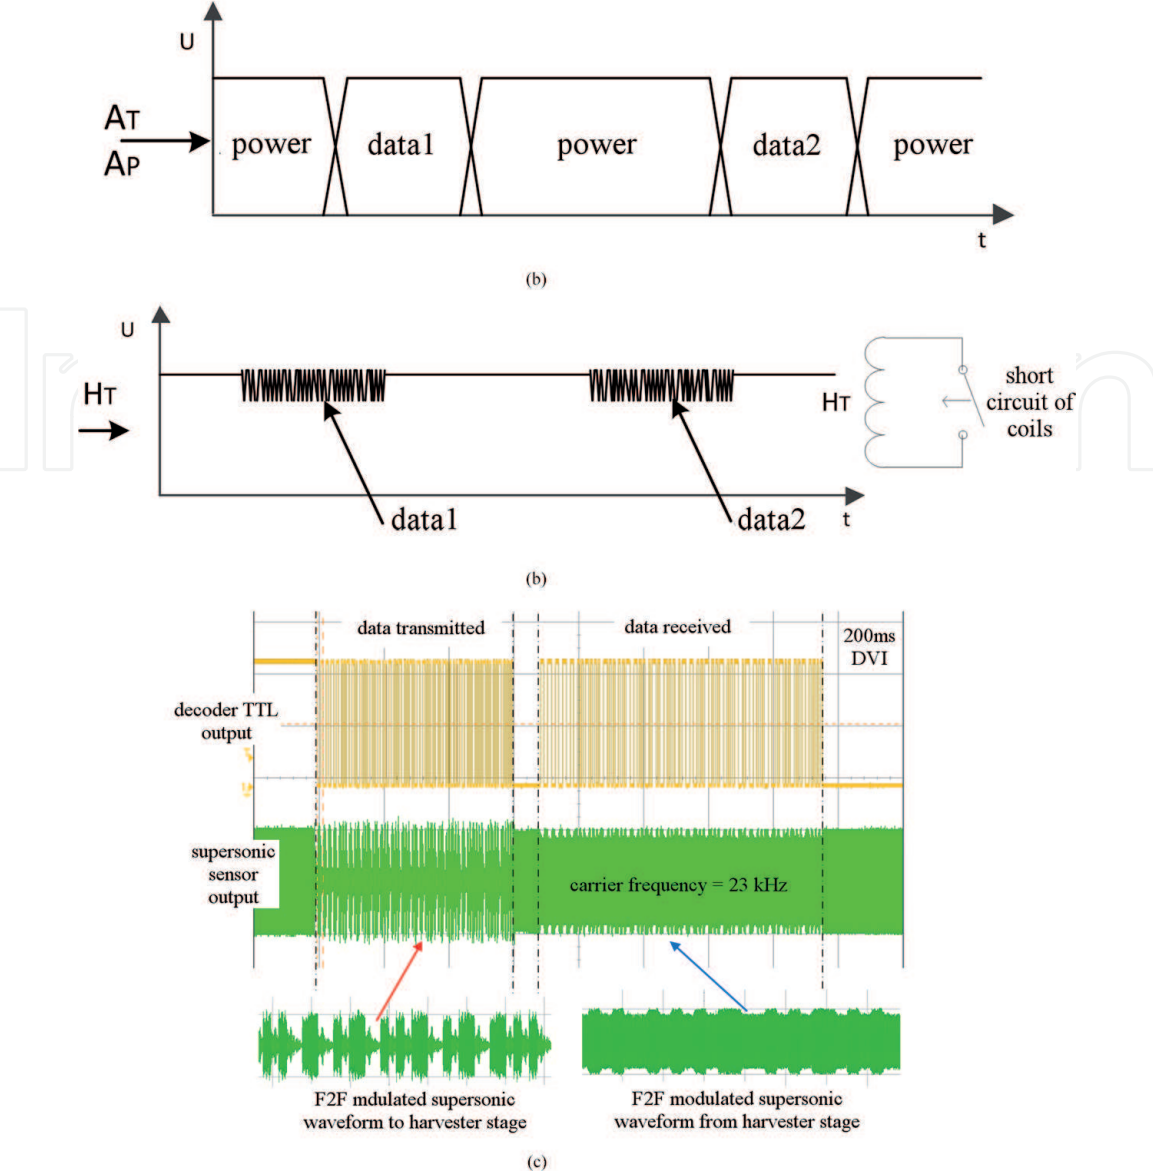 U
AT
AP
power
data1
power
data2
power
t
(b)
U
HT
HT
short
circuit of
coils
data1
data2
t
(b)
data transmitted
data received
200ms
DVI
decoder TTL
output
supersonic
sensor
output
carrier frequency = 23 kHz
F2F mdulated supersonic
waveform to harvester stage
F2F modulated supersonic
waveform from harvester stage
(c)